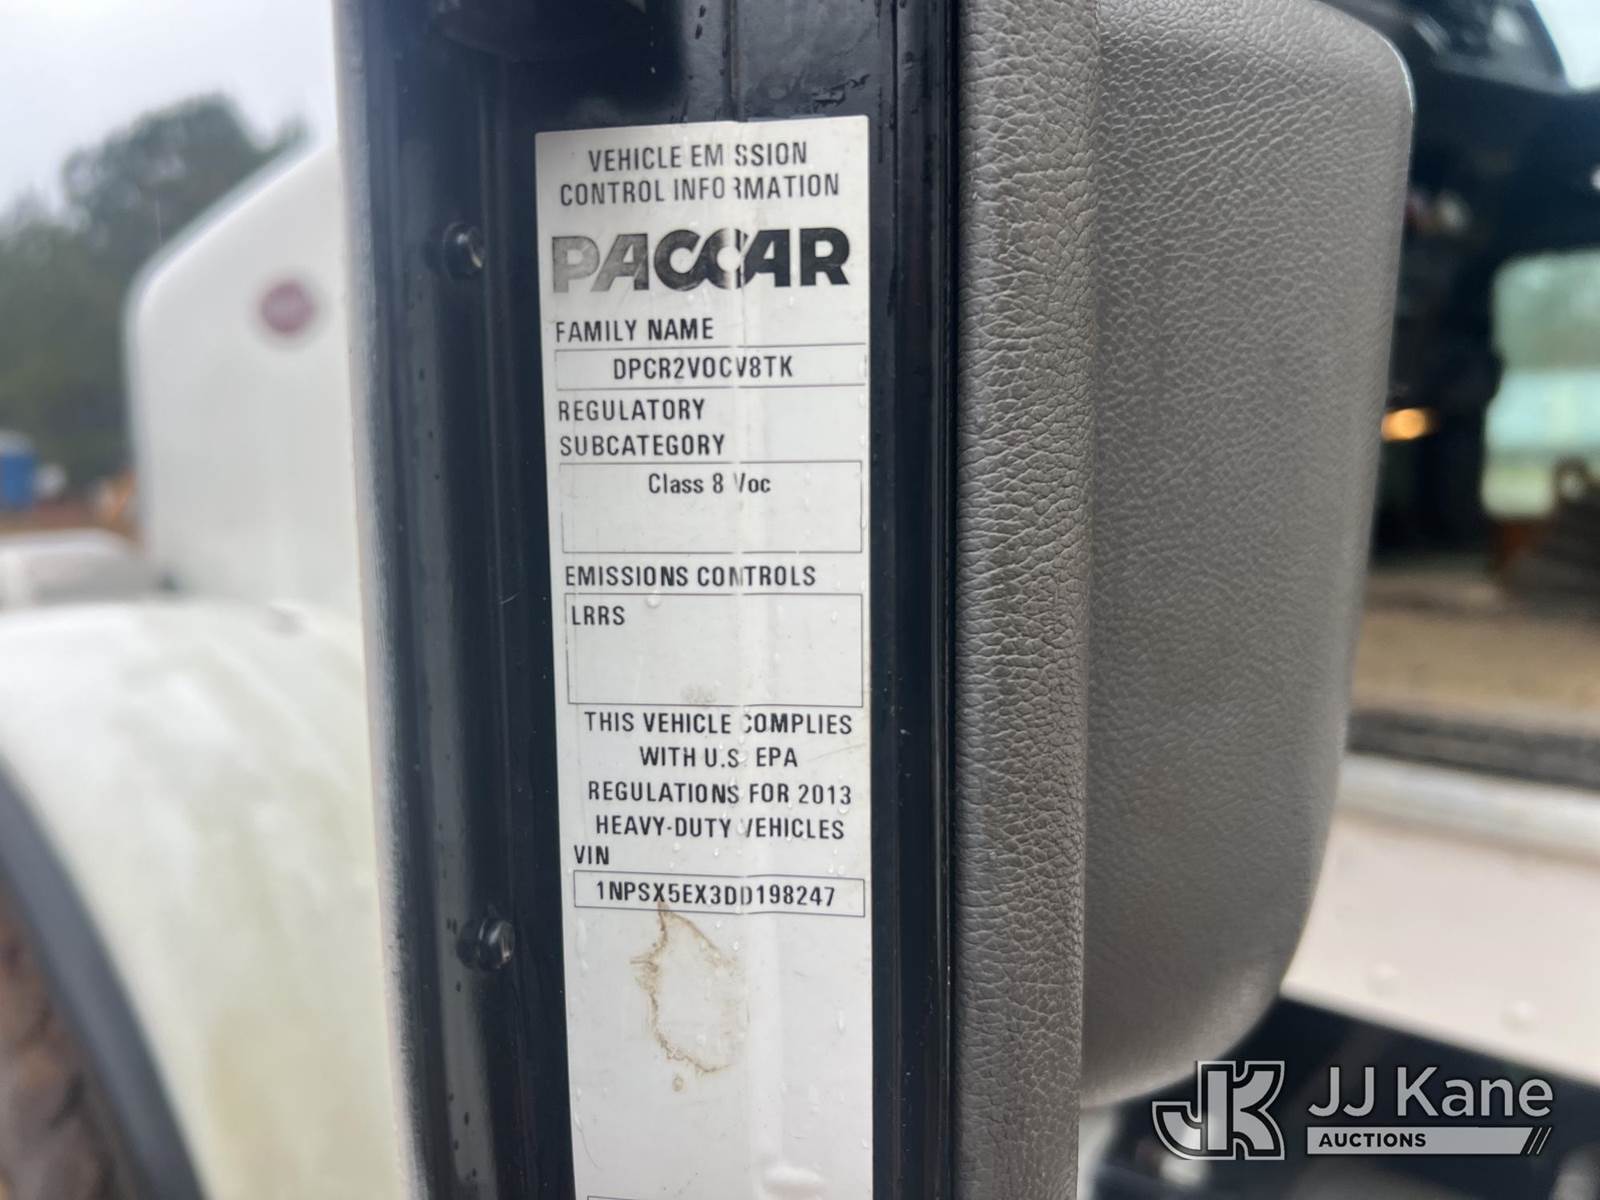 VEHICLE EMISSION
CONTROL INFORMATION
PACCAR
FAMILY NAME
DPCR2VOCV8TK
REGULATORY
SUBCATEGORY
Class 8 Voc
EMISSIONS CONTROLS
LRRS
THIS VEHICLE COMPLIES
WITH U.S. EPA
REGULATIONS FOR 2013
HEAVY-DUTY VEHICLES
VIN
1NPSX5EX3DD198247
JK JJ Kane
AUCTIONS